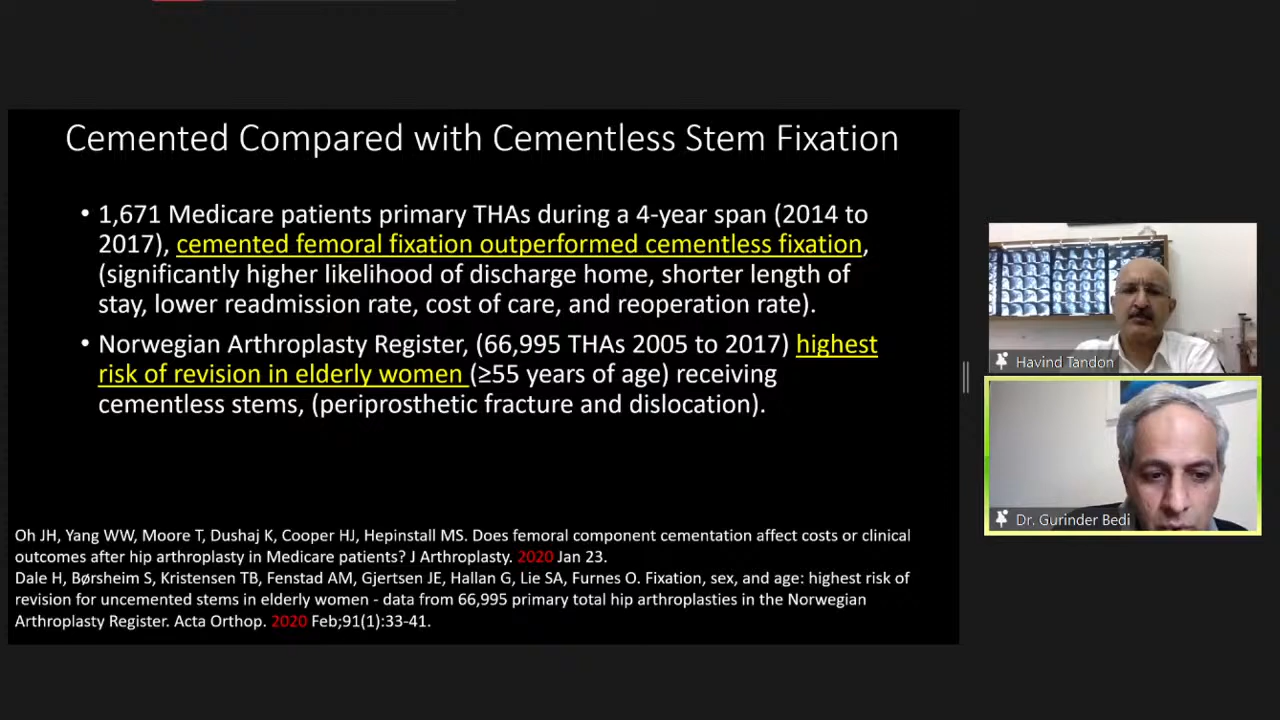 Cemented Compared with Cementless Stem Fixation
• 1,671 Medicare patients primary THAs during a 4-year span (2014 to
2017), cemented femoral fixation outperformed cementless fixation,
(significantly higher likelihood of discharge home, shorter length of
stay, lower readmission rate, cost of care, and reoperation rate).
• Norwegian Arthroplasty Register, (66,995 THAs 2005 to 2017) highest
risk of revision in elderly women (≥55 years of age) receiving
cementless stems, (periprosthetic fracture and dislocation).
Oh JH, Yang WW, Moore T, Dushaj K, Cooper HJ, Hepinstall MS. Does femoral component cementation affect costs or clinical
outcomes after hip arthroplasty in Medicare patients? J Arthroplasty. 2020 Jan 23.
Dale H, Børsheim S, Kristensen TB, Fenstad AM, Gjertsen JE, Hallan G, Lie SA, Furnes O. Fixation, sex, and age: highest risk of
revision for uncemented stems in elderly women - data from 66,995 primary total hip arthroplasties in the Norwegian
Arthroplasty Register. Acta Orthop. 2020 Feb;91(1):33-41.
Havind Tandon
Dr. Gurinder Bedi